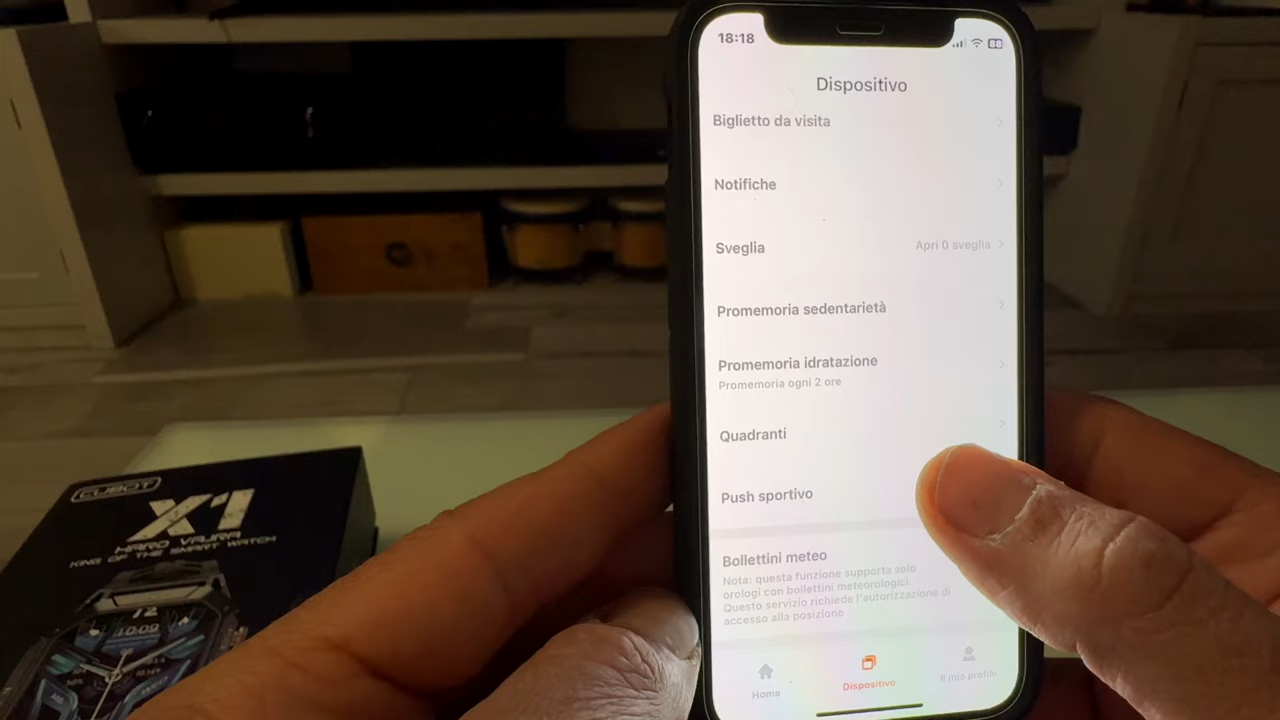 18:18
Dispositivo
Biglietto da visita
Notifiche
Sveglia
Apri 0 sveglia
Promemoria sedentarietà
Promemoria idratazione
Promemoria ogni 2 ore
Quadranti
Push sportivo
Bollettini meteo
Nota: questa funzione supporta solo
orologi con bollettini meteorologici.
Questo servizio richiede l'autorizzazione di
accesso alla posizione
Home
Dispositivo
Il mio profilo
CUBOT
X1
HARO VAJRA
KING OF THE SMART WATCH